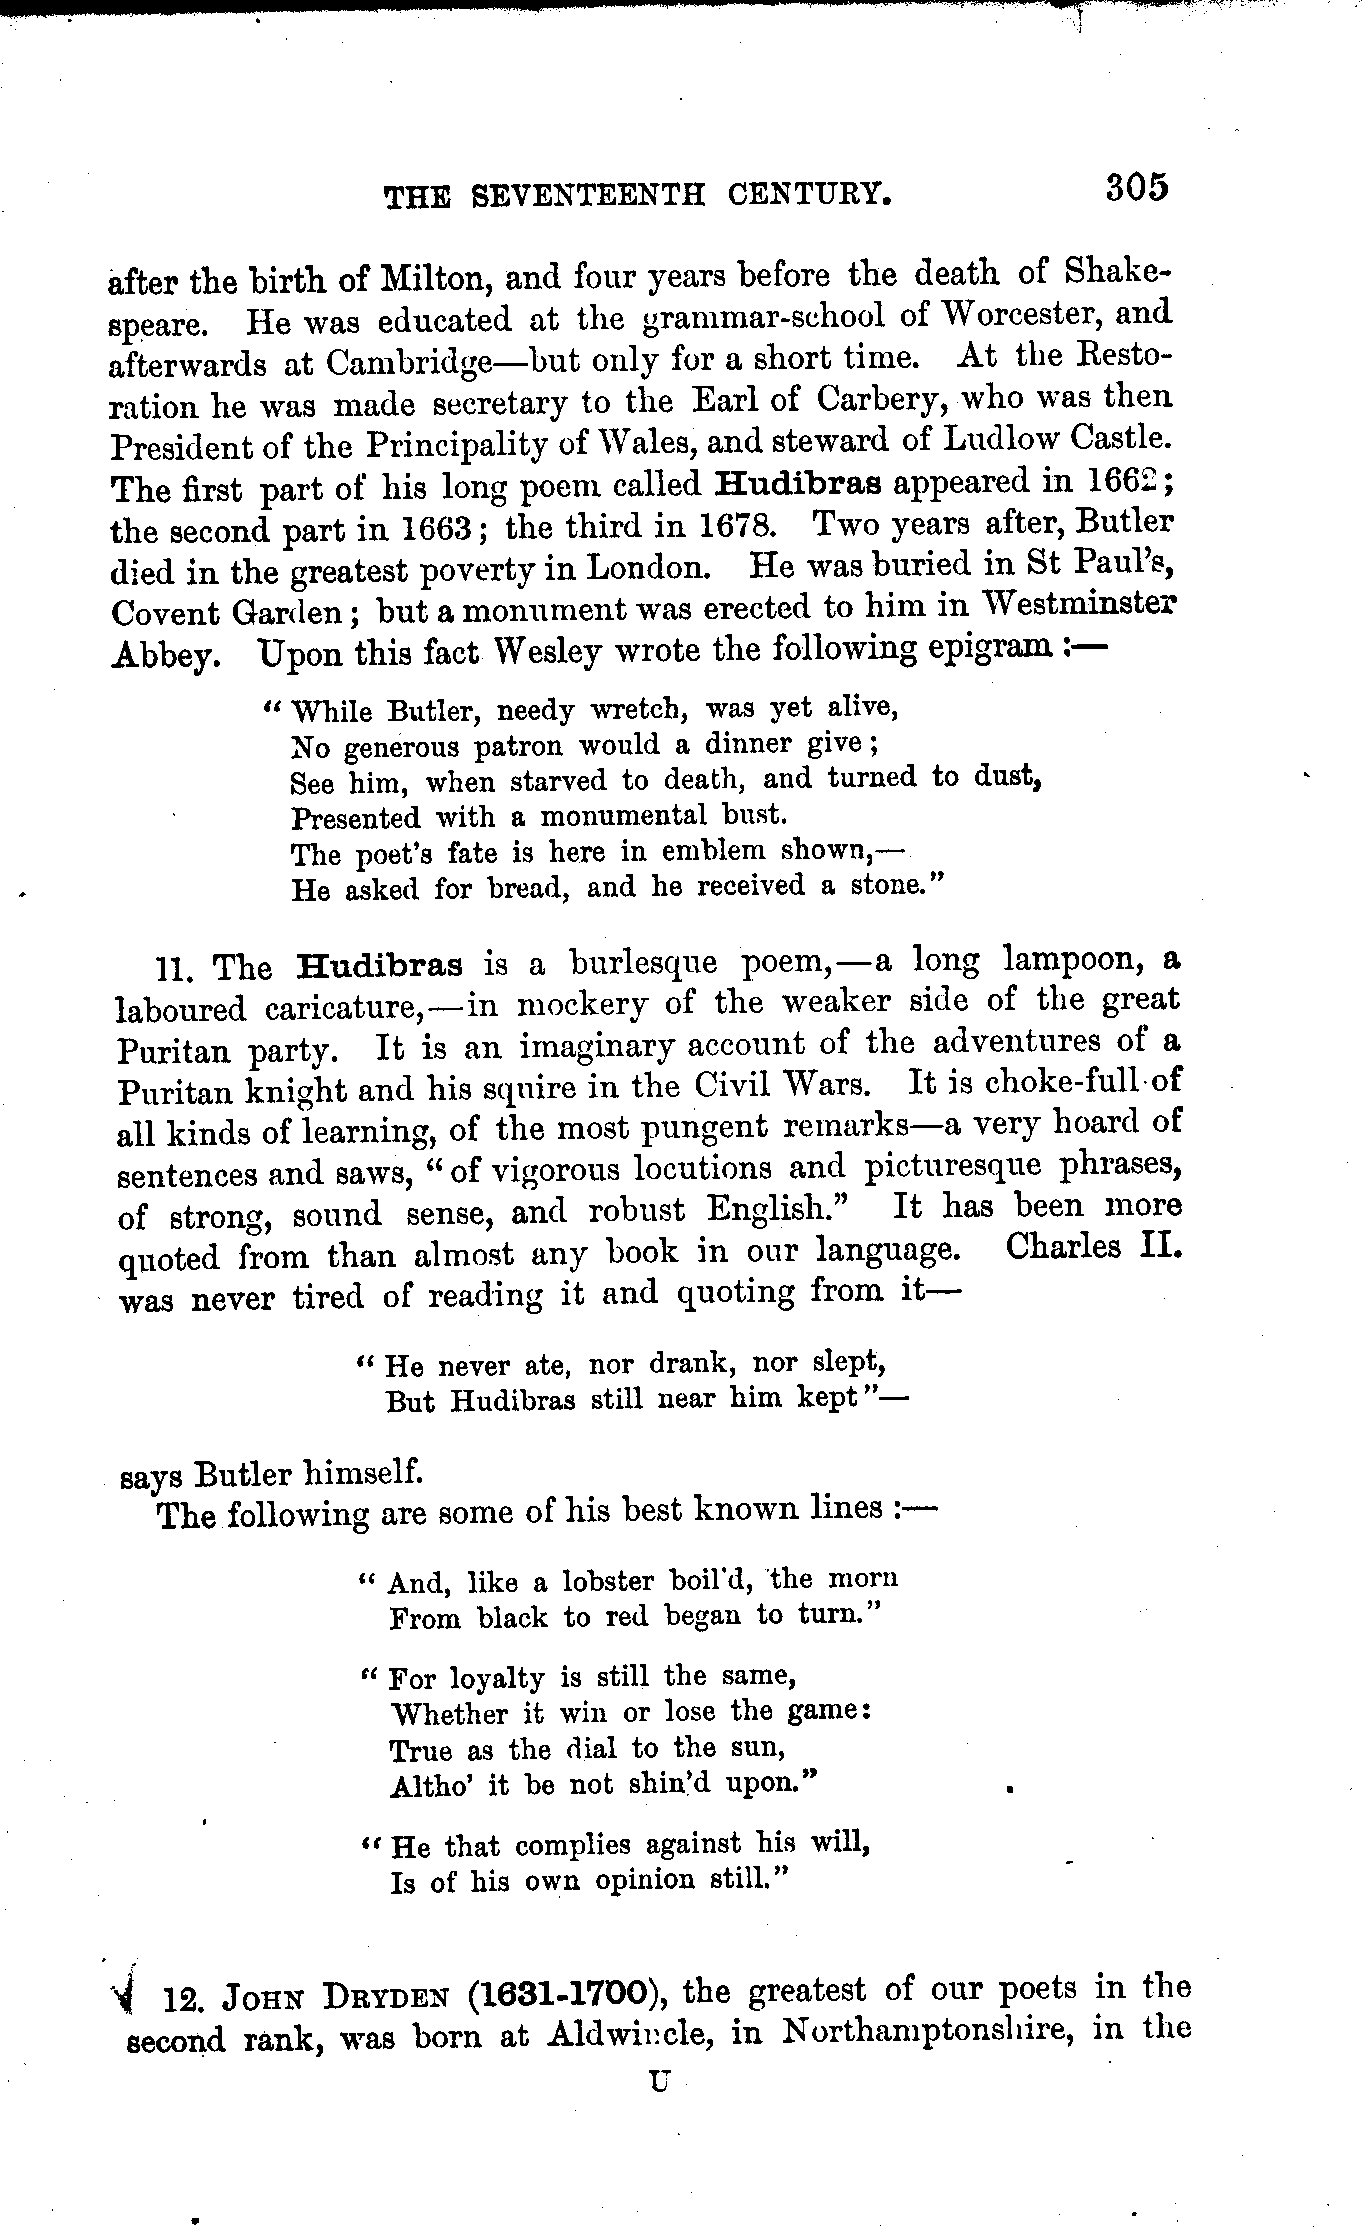 THE SEVENTEENTH CENTURY. 305
after the birth of Milton, and four years before the death of Shake-
speare. He was educated at the grammar-school of Worcester, and
afterwards at Cambridge—but only for a short time. At the Resto-
ration he was made secretary to the Earl of Carbery, who was then
President of the Principality of Wales, and steward of Ludlow Castle.
The first part of his long poem called Hudibras appeared in 1662;
the second part in 1663; the third in 1678. Two years after, Butler
died in the greatest poverty in London. He was buried in St Paul's,
Covent Garden; but a monument was erected to him in Westminster
Abbey. Upon this fact Wesley wrote the following epigram:—
"While Butler, needy wretch, was yet alive,
No generous patron would a dinner give;
See him, when starved to death, and turned to dust,
Presented with a monumental bust.
The poet's fate is here in emblem shown,—
He asked for bread, and he received a stone."
11. The Hudibras is a burlesque poem,—a long lampoon, a
laboured caricature,—in mockery of the weaker side of the great
Puritan party. It is an imaginary account of the adventures of a
Puritan knight and his squire in the Civil Wars. It is choke-full of
all kinds of learning, of the most pungent remarks—a very hoard of
sentences and saws, "of vigorous locutions and picturesque phrases,
of strong, sound sense, and robust English." It has been more
quoted from than almost any book in our language. Charles II.
was never tired of reading it and quoting from it—
"He never ate, nor drank, nor slept,
But Hudibras still near him kept"—
says Butler himself.
The following are some of his best known lines:—
"And, like a lobster boil'd, the morn
From black to red began to turn."
"For loyalty is still the same,
Whether it win or lose the game:
True as the dial to the sun,
Altho' it be not shin'd upon."
"He that complies against his will,
Is of his own opinion still."
12. JOHN DRYDEN (1631-1700), the greatest of our poets in the
second rank, was born at Aldwincle, in Northamptonshire, in the
U